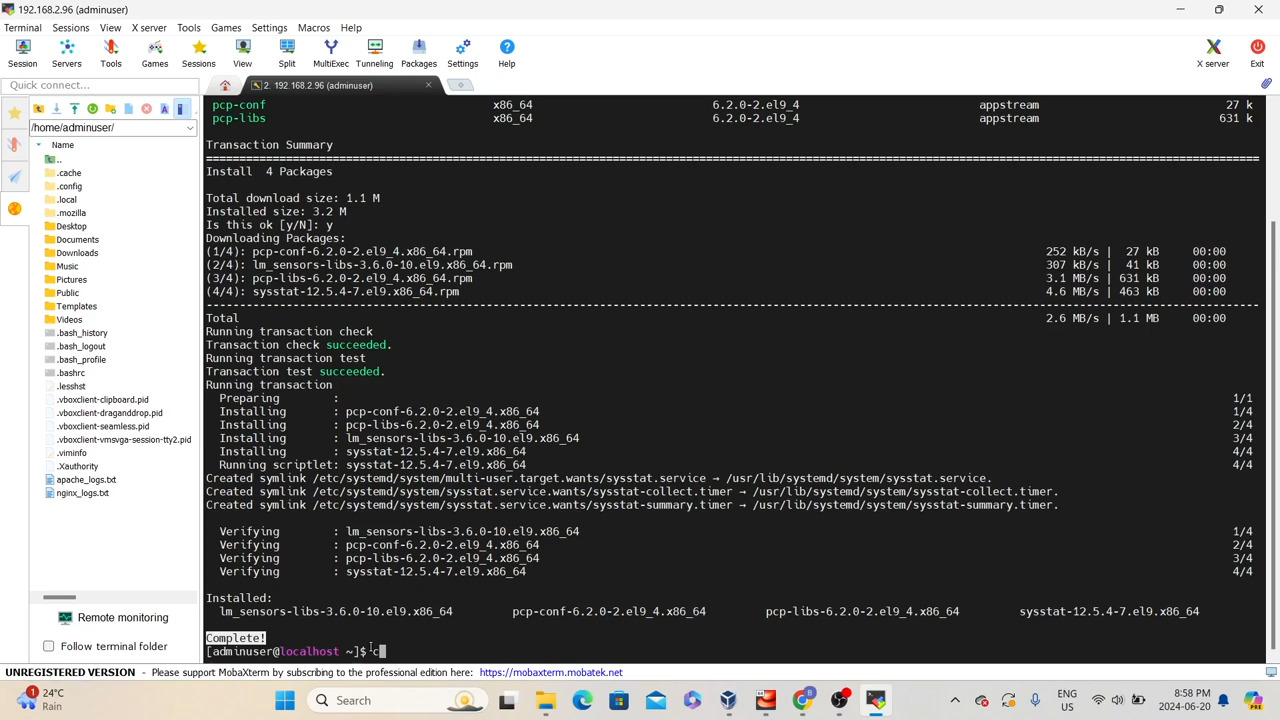 192.168.2.96 (adminuser)
Terminal Sessions View X server Tools Games Settings Macros Help
Session Servers Tools Games Sessions View Split MultiExec Tunneling Packages Settings Help X server Exit
Quick connect...
2. 192.168.2.96 (adminuser)
/home/adminuser/
Name
..
.cache
.config
.local
.mozilla
Desktop
Documents
Downloads
Music
Pictures
Public
Templates
Videos
.bash_history
.bash_logout
.bash_profile
.bashrc
.lesshst
.vboxclient-clipboard.pid
.vboxclient-draganddrop.pid
.vboxclient-seamless.pid
.vboxclient-vmsvga-session-tty2.pid
.viminfo
.Xauthority
apache_logs.txt
nginx_logs.txt
Remote monitoring
Follow terminal folder
pcp-conf x86_64 6.2.0-2.el9_4 appstream 27 k
pcp-libs x86_64 6.2.0-2.el9_4 appstream 631 k
Transaction Summary
Install 4 Packages
Total download size: 1.1 M
Installed size: 3.2 M
Is this ok [y/N]: y
Downloading Packages:
(1/4): pcp-conf-6.2.0-2.el9_4.x86_64.rpm 252 kB/s | 27 kB 00:00
(2/4): lm_sensors-libs-3.6.0-10.el9.x86_64.rpm 307 kB/s | 41 kB 00:00
(3/4): pcp-libs-6.2.0-2.el9_4.x86_64.rpm 3.1 MB/s | 631 kB 00:00
(4/4): sysstat-12.5.4-7.el9.x86_64.rpm 4.6 MB/s | 463 kB 00:00
Total 2.6 MB/s | 1.1 MB 00:00
Running transaction check
Transaction check succeeded.
Running transaction test
Transaction test succeeded.
Running transaction
Preparing : 1/1
Installing : pcp-conf-6.2.0-2.el9_4.x86_64 1/4
Installing : pcp-libs-6.2.0-2.el9_4.x86_64 2/4
Installing : lm_sensors-libs-3.6.0-10.el9.x86_64 3/4
Installing : sysstat-12.5.4-7.el9.x86_64 4/4
Running scriptlet: sysstat-12.5.4-7.el9.x86_64 4/4
Created symlink /etc/systemd/system/multi-user.target.wants/sysstat.service → /usr/lib/systemd/system/sysstat.service.
Created symlink /etc/systemd/system/sysstat.service.wants/sysstat-collect.timer → /usr/lib/systemd/system/sysstat-collect.timer.
Created symlink /etc/systemd/system/sysstat.service.wants/sysstat-summary.timer → /usr/lib/systemd/system/sysstat-summary.timer.
Verifying : lm_sensors-libs-3.6.0-10.el9.x86_64 1/4
Verifying : pcp-conf-6.2.0-2.el9_4.x86_64 2/4
Verifying : pcp-libs-6.2.0-2.el9_4.x86_64 3/4
Verifying : sysstat-12.5.4-7.el9.x86_64 4/4
Installed:
lm_sensors-libs-3.6.0-10.el9.x86_64 pcp-conf-6.2.0-2.el9_4.x86_64 pcp-libs-6.2.0-2.el9_4.x86_64 sysstat-12.5.4-7.el9.x86_64
Complete!
[adminuser@localhost ~]$ c
UNREGISTERED VERSION - Please support MobaXterm by subscribing to the professional edition here: https://mobaxterm.mobatek.net
1 24°C
Rain
Search
ENG
US
8:58 PM
2024-06-20